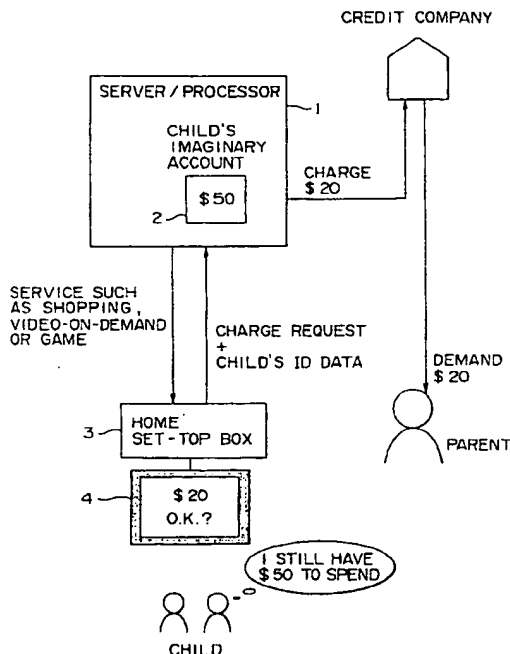 CREDIT COMPANY
SERVER/PROCESSOR
1
CHILD'S
IMAGINARY
ACCOUNT
2
$50
CHARGE
$20
SERVICE SUCH
AS SHOPPING,
VIDEO-ON-DEMAND
OR GAME
CHARGE REQUEST
+
CHILD'S ID DATA
DEMAND
$20
3
HOME
SET-TOP BOX
PARENT
4
$20
O.K.?
I STILL HAVE
$50 TO SPEND
CHILD